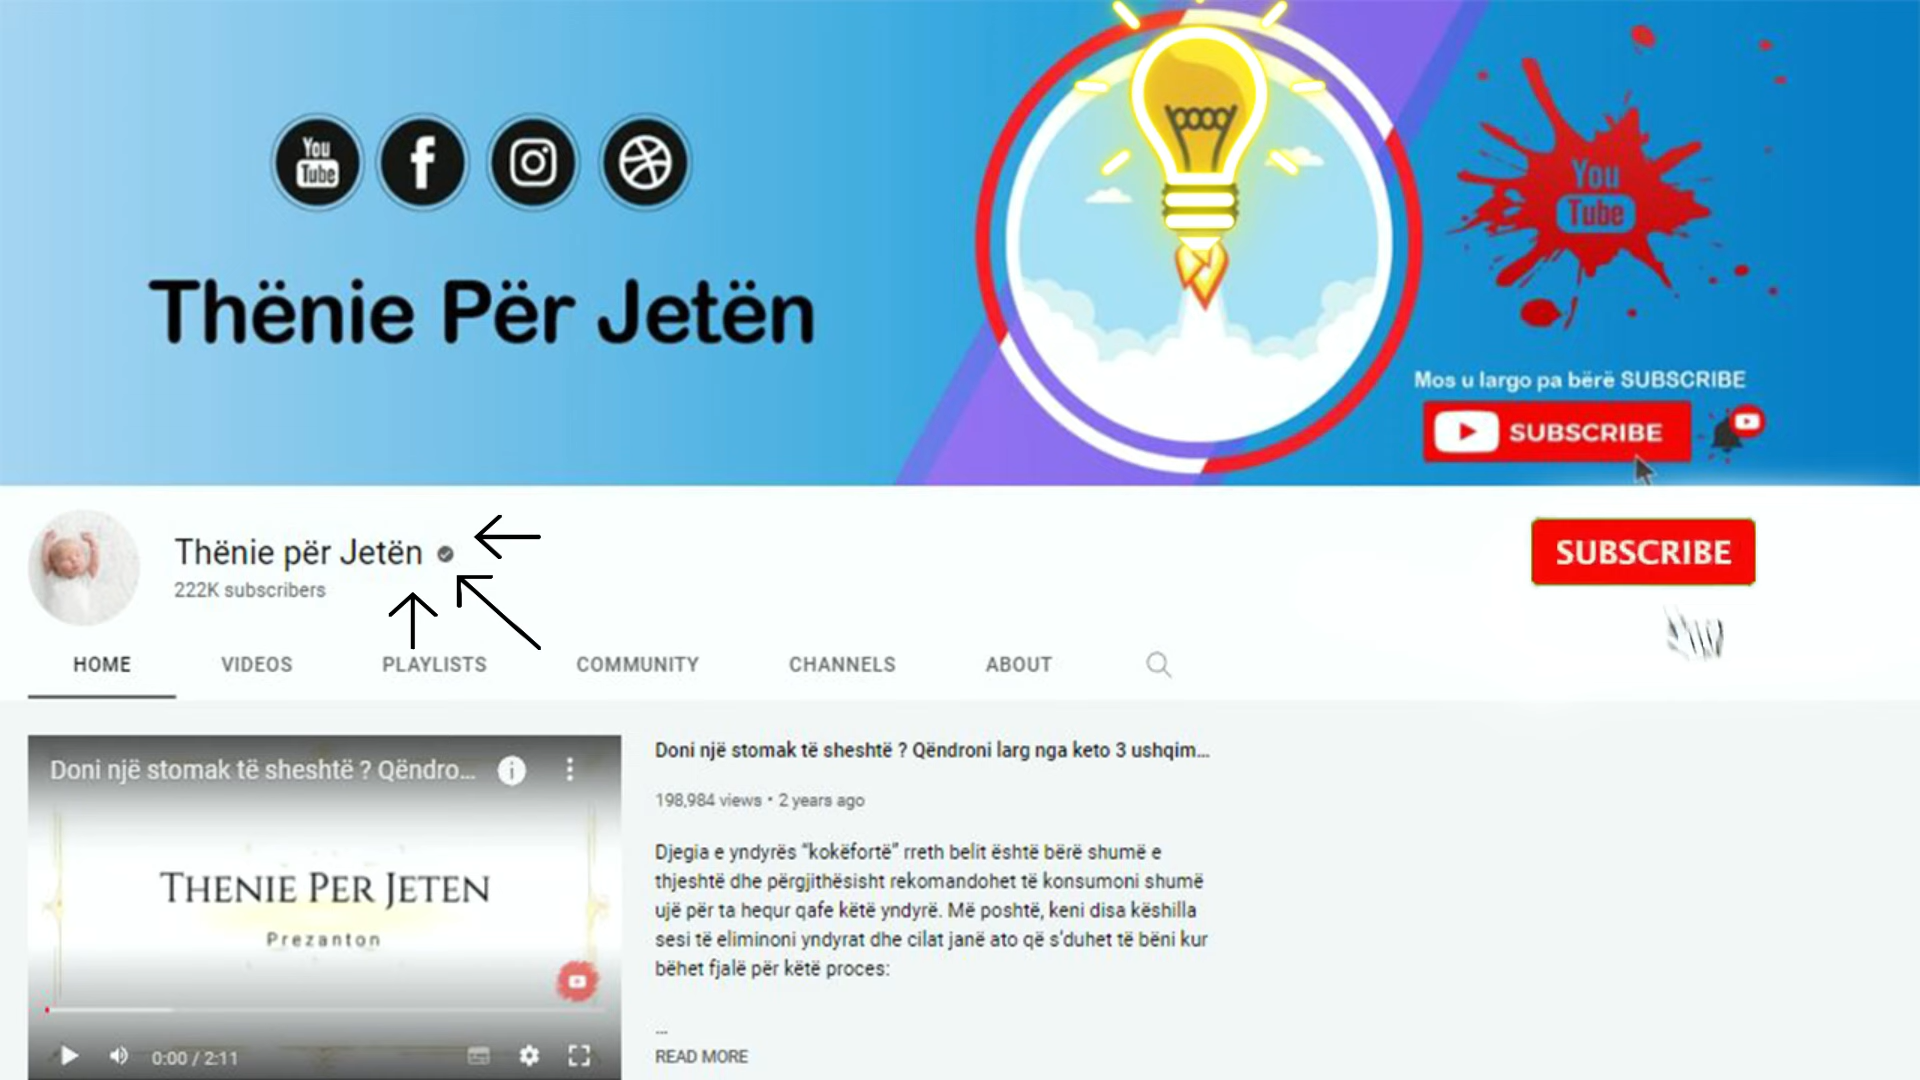 You
Tube
Thënie Për Jetën
You
Tube
Mos u largo pa bërë SUBSCRIBE
SUBSCRIBE
Thënie për Jetën
222K subscribers
SUBSCRIBE
HOME VIDEOS PLAYLISTS COMMUNITY CHANNELS ABOUT
Doni një stomak të sheshtë ? Qëndro...
THENIE PER JETEN
Prezanton
0:00 / 2:11
Doni një stomak të sheshtë ? Qëndroni larg nga keto 3 ushqim...
198,984 views • 2 years ago
Djegia e yndyrës “kokëfortë” rreth belit është bërë shumë e
thjeshtë dhe përgjithësisht rekomandohet të konsumoni shumë
ujë për ta hequr qafe këtë yndyrë. Më poshtë, keni disa këshilla
sesi të eliminoni yndyrat dhe cilat janë ato që s'duhet të bëni kur
bëhet fjalë për këtë proces:
...
READ MORE